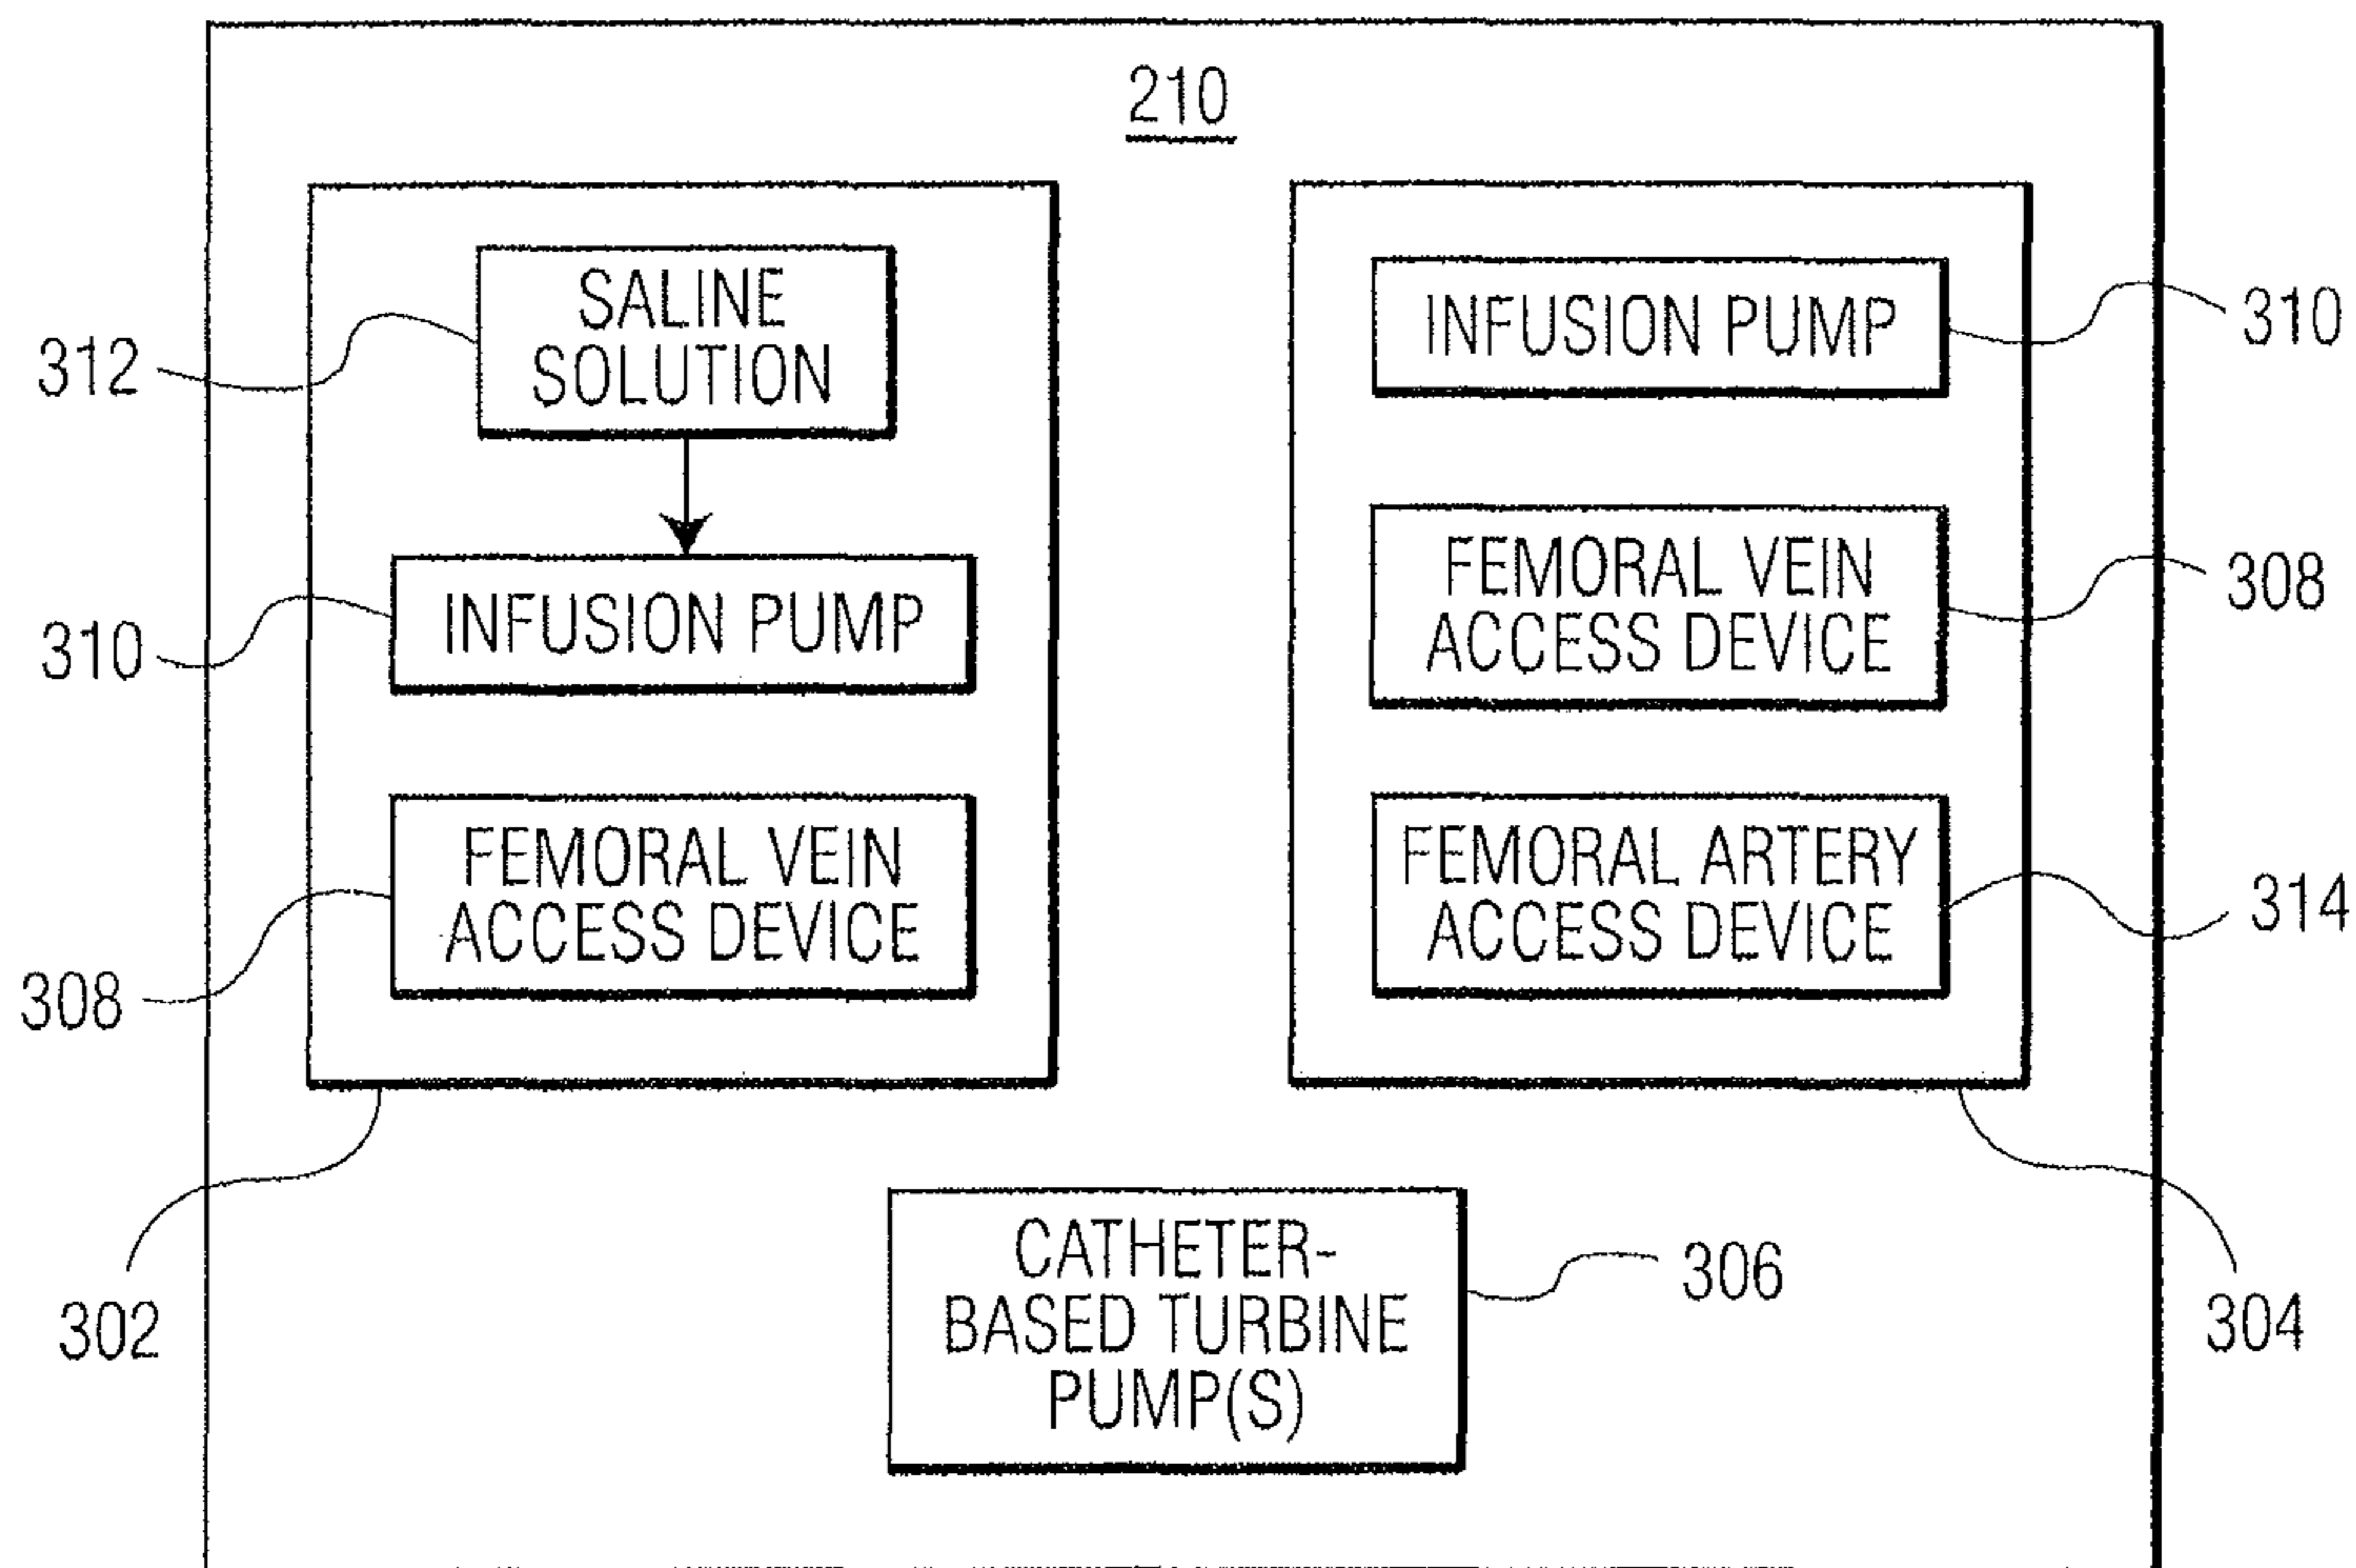 210
SALINE
SOLUTION
312
INFUSION PUMP
310
FEMORAL VEIN
ACCESS DEVICE
308
302
INFUSION PUMP
310
FEMORAL VEIN
ACCESS DEVICE
308
FEMORAL ARTERY
ACCESS DEVICE
314
304
CATHETER-
BASED TURBINE
PUMP(S)
306